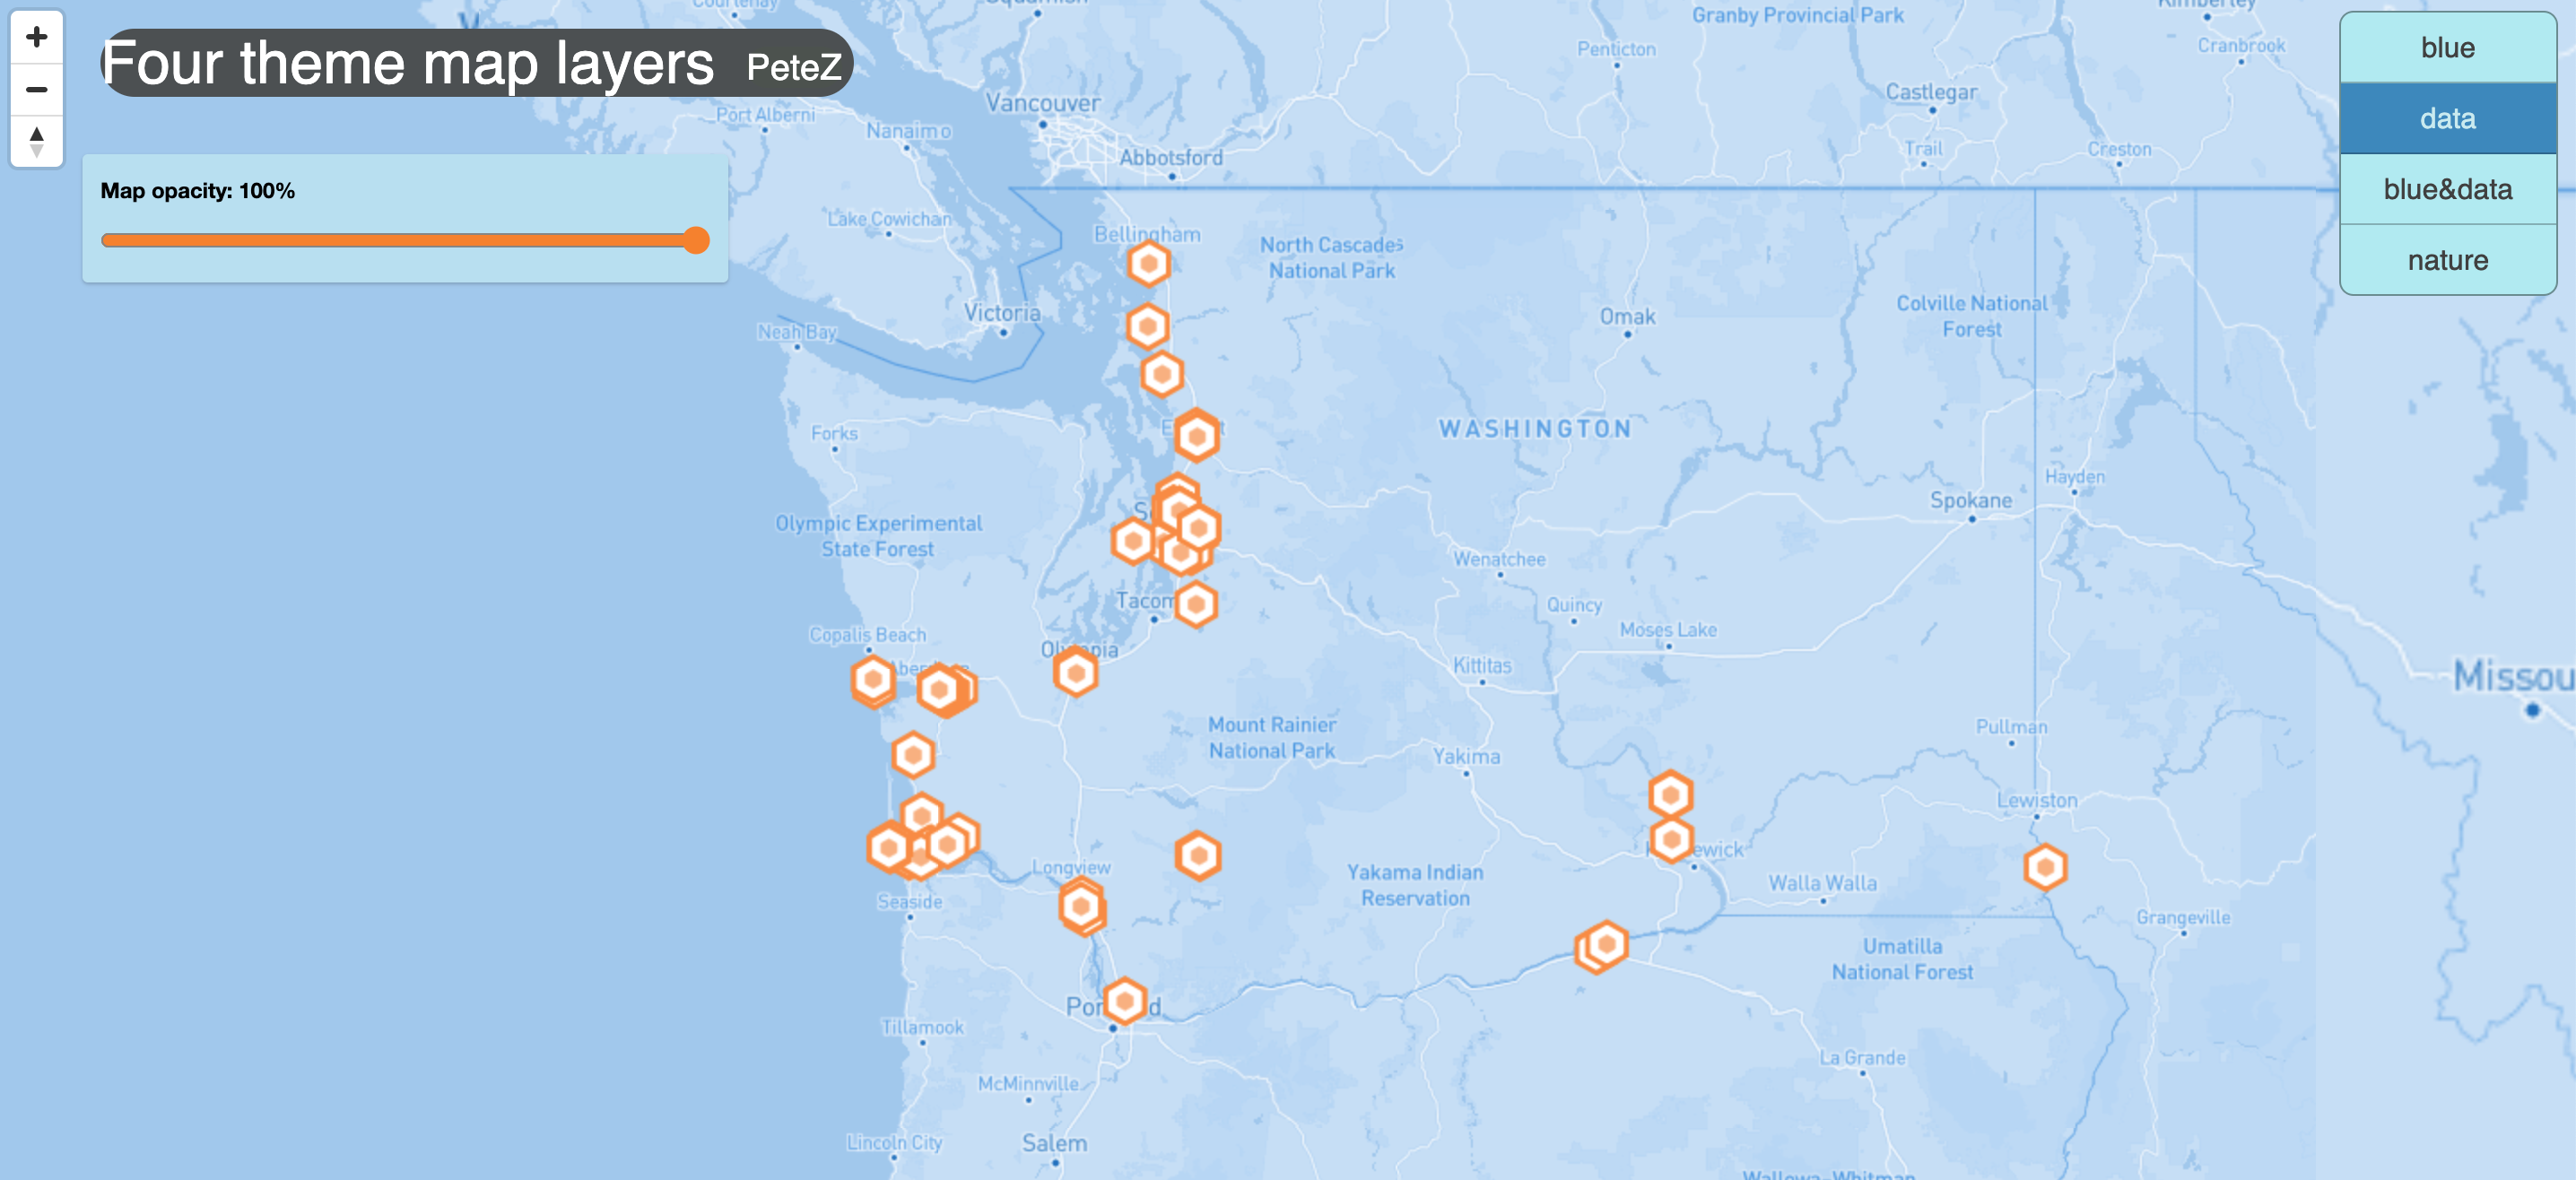 Courtenay
Squamish
Granby Provincial Park
Kimberley
Four theme map layers PeteZ
Penticton
Cranbrook
blue
Vancouver
Castlegar
Port Alberni
Nanaimo
data
Abbotsford
Trail
Creston
Map opacity: 100%
blue&data
Lake Cowichan
Bellingham
North Cascades
National Park
nature
Victoria
Neah Bay
Omak
Colville National
Forest
WASHINGTON
Forks
Hayden
Spokane
Olympic Experimental
State Forest
Wenatchee
Tacom
Quincy
Moses Lake
Copalis Beach
Kittitas
Missou
Mount Rainier
National Park
Pullman
Yakima
Lewiston
Longview
Yakama Indian
Reservation
Walla Walla
Seaside
Grangeville
Umatilla
National Forest
Tillamook
La Grande
McMinnville
Lincoln City
Salem
Wallowa-Whitman